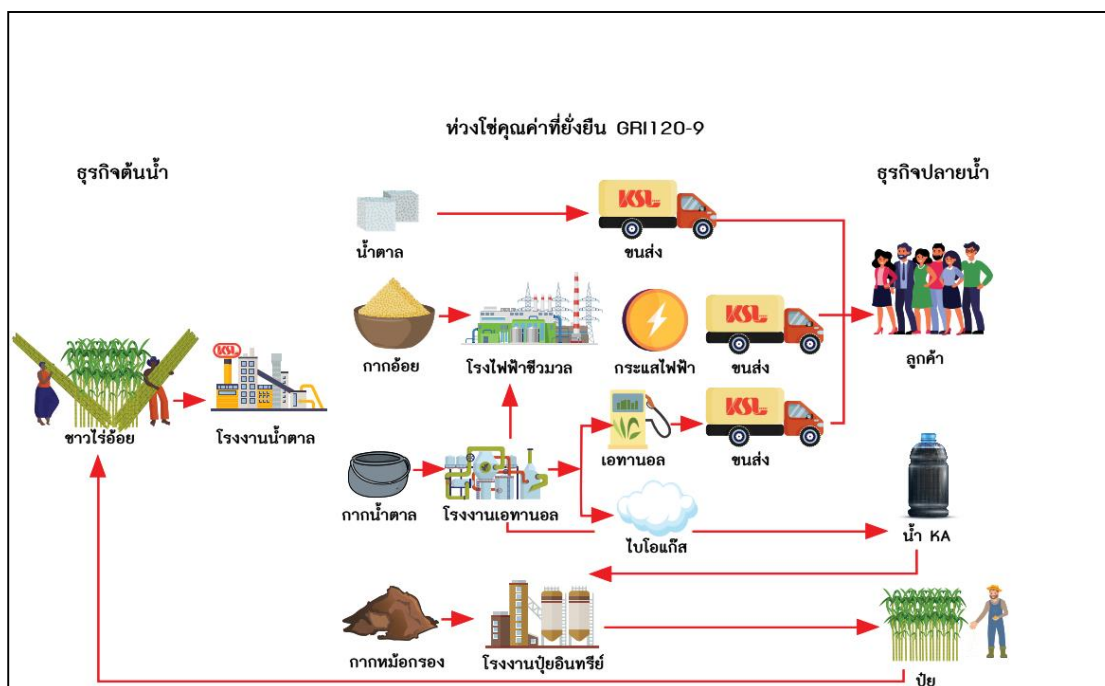 ห่วงโซ่คุณค่าที่ยั่งยืน GRI120-9
ธุรกิจต้นน้ำ
ธุรกิจปลายน้ำ
KSL
น้ำตาล
ขนส่ง
KSL
กากอ้อย
โรงไฟฟ้าชีวมวล
กระแสไฟฟ้า
ขนส่ง
ลูกค้า
KSL
ชาวไร่อ้อย
โรงงานน้ำตาล
KSL
เอทานอล
ขนส่ง
กากน้ำตาล
โรงงานเอทานอล
ไบโอแก๊ส
น้ำ KA
กากหม้อกรอง
โรงงานปุ๋ยอินทรีย์
ปุ๋ย